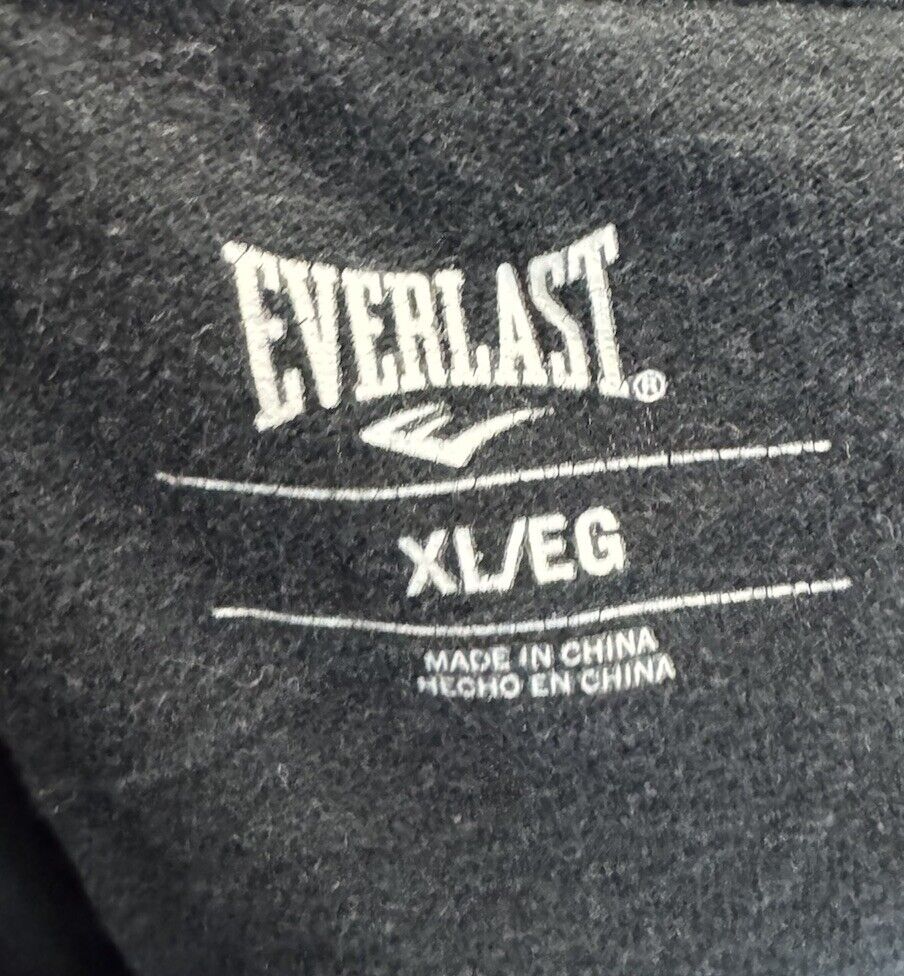 EVERLAST®
XL/EG
MADE IN CHINA
HECHO EN CHINA